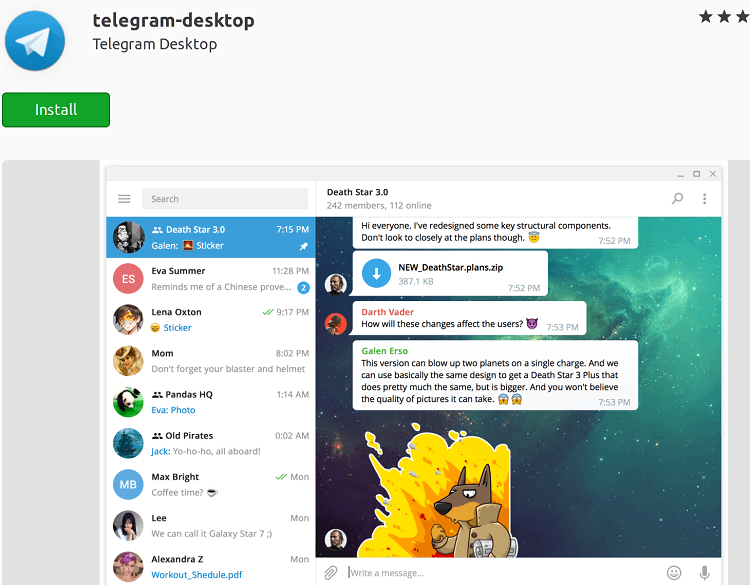 telegram-desktop
Telegram Desktop
Install
Search
Death Star 3.0
242 members, 112 online
Death Star 3.0 7:15 PM
Galen: Sticker
Eva Summer 11:28 PM
Reminds me of a Chinese prove... 2
Lena Oxton 9:17 PM
Sticker
Mom 8:02 PM
Don't forget your blaster and helmet
Pandas HQ 1:14 AM
Eva: Photo
Old Pirates 0:02 AM
Jack: Yo-ho-ho, all aboard!
MB
Max Bright Mon
Coffee time?
Lee Mon
We can call it Galaxy Star 7 ;)
Alexandra Z Mon
Workout_Shedule.pdf
ES
Hi everyone. I've redesigned some key structural components.
Don't look to closely at the plans though.
7:52 PM
NEW_DeathStar.plans.zip
387.1 KB
7:52 PM
Darth Vader
How will these changes affect the users? 7:53 PM
Galen Erso
This version can blow up two planets on a single charge. And we
can use basically the same design to get a Death Star 3 Plus that
does pretty much the same, but is bigger. And you won't believe
the quality of pictures it can take.
7:53 PM
Write a message...